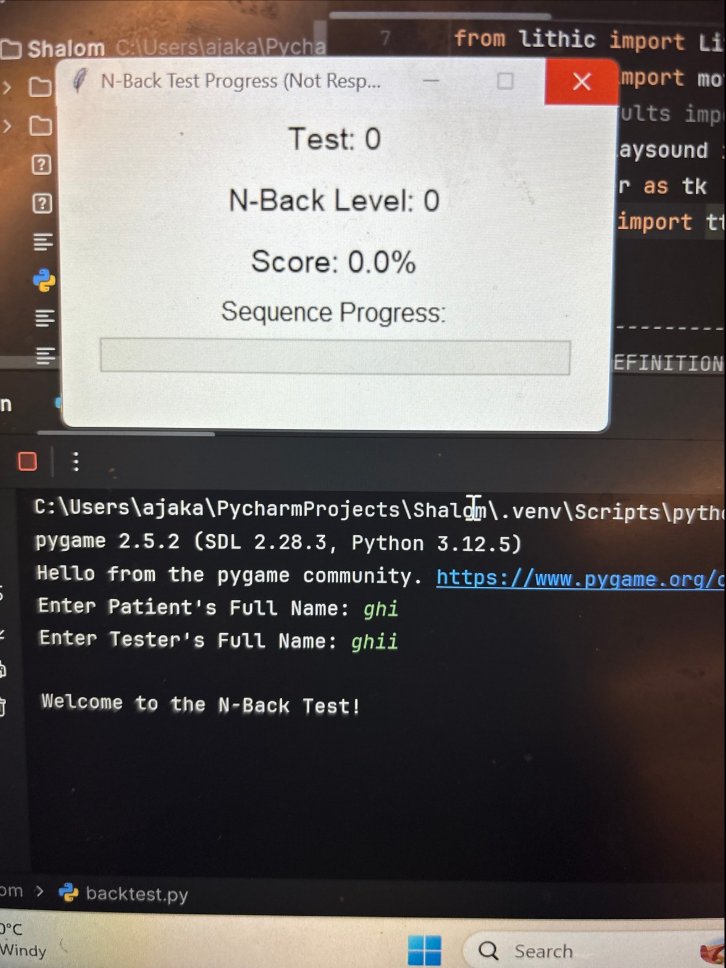 Shalom C:\Users\ajaka\Pycha
7 from lithic import Li
N-Back Test Progress (Not Resp...
import mo
ults imp
Test: 0
aysound
r as tk
N-Back Level: 0
import tt
Score: 0.0%
Sequence Progress:
EFINITION
n
C:\Users\ajaka\PycharmProjects\Shalom\.venv\Scripts\pyth
pygame 2.5.2 (SDL 2.28.3, Python 3.12.5)
Hello from the pygame community. https://www.pygame.org/c
Enter Patient's Full Name: ghi
Enter Tester's Full Name: ghii
Welcome to the N-Back Test!
om > backtest.py
0°C
Windy
Search